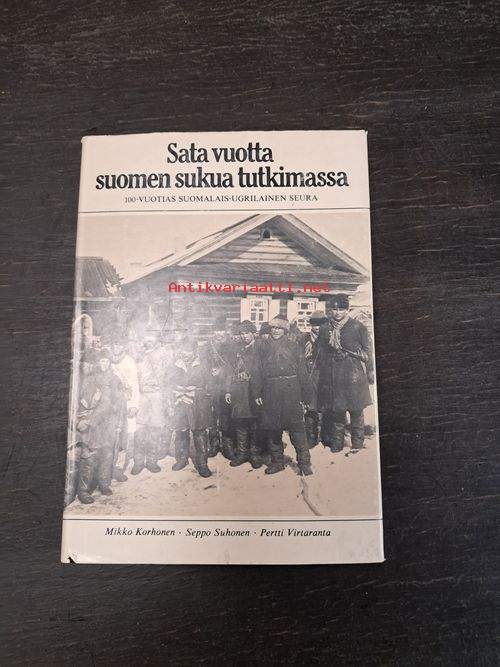 Sata vuotta
suomen sukua tutkimassa
100-VUOTIAS SUOMALAIS-UGRILAINEN SEURA
Antikvariaatti.net
Mikko Korhonen · Seppo Suhonen · Pertti Virtaranta